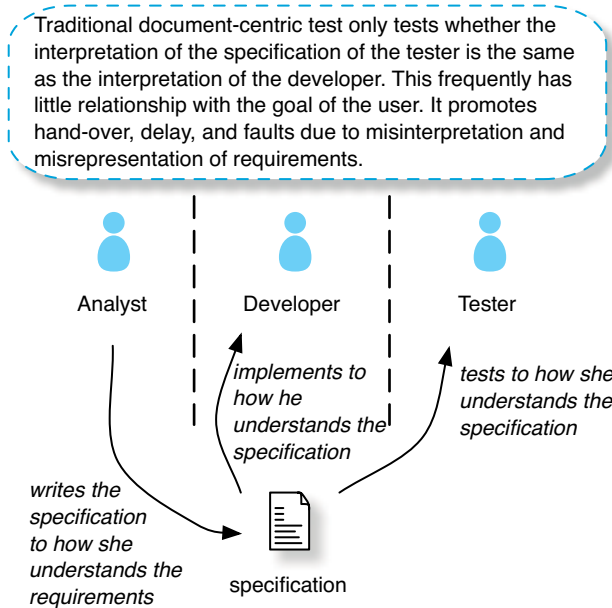 Traditional document-centric test only tests whether the
interpretation of the specification of the tester is the same
as the interpretation of the developer. This frequently has
little relationship with the goal of the user. It promotes
hand-over, delay, and faults due to misinterpretation and
misrepresentation of requirements.
Analyst
Developer
Tester
implements to
how he
understands the
specification
tests to how she
understands the
specification
writes the
specification
to how she
understands the
requirements
specification